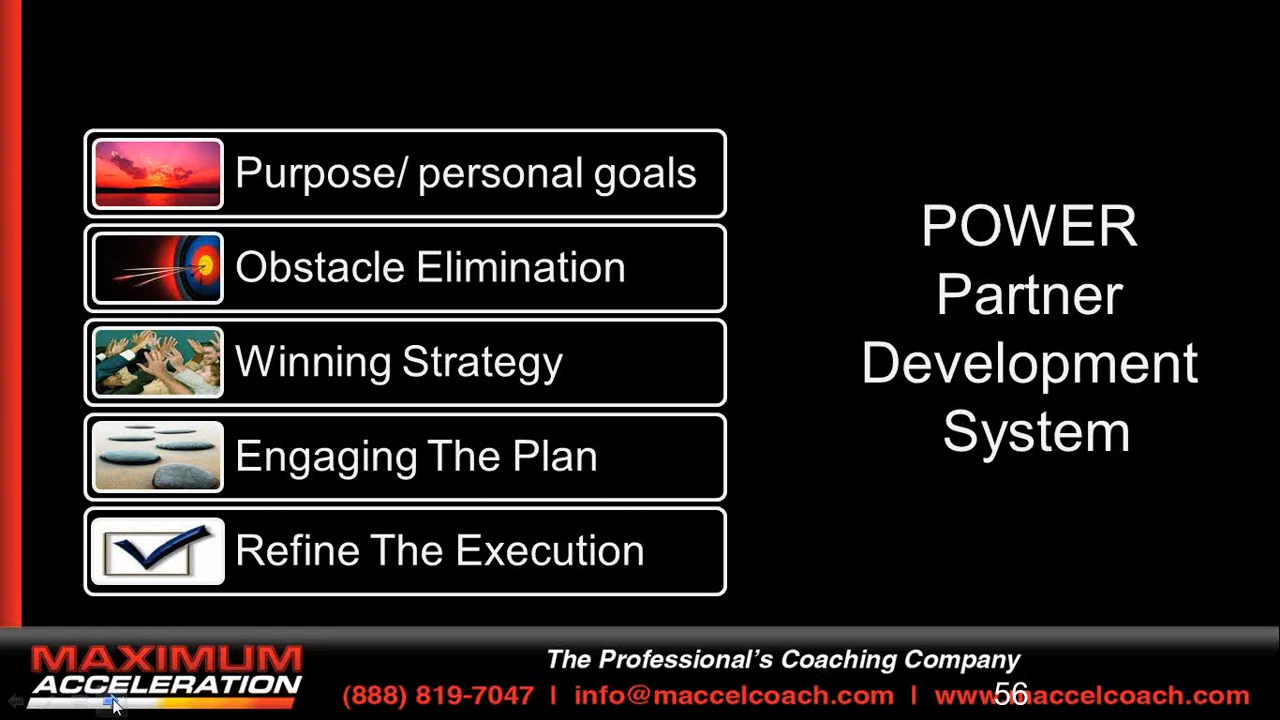 Purpose/ personal goals
Obstacle Elimination
Winning Strategy
Engaging The Plan
Refine The Execution
POWER
Partner
Development
System
MAXIMUM
ACCELERATION
The Professional's Coaching Company
(888) 819-7047 I info@maccelcoach.com I www.maccelcoach.com
56